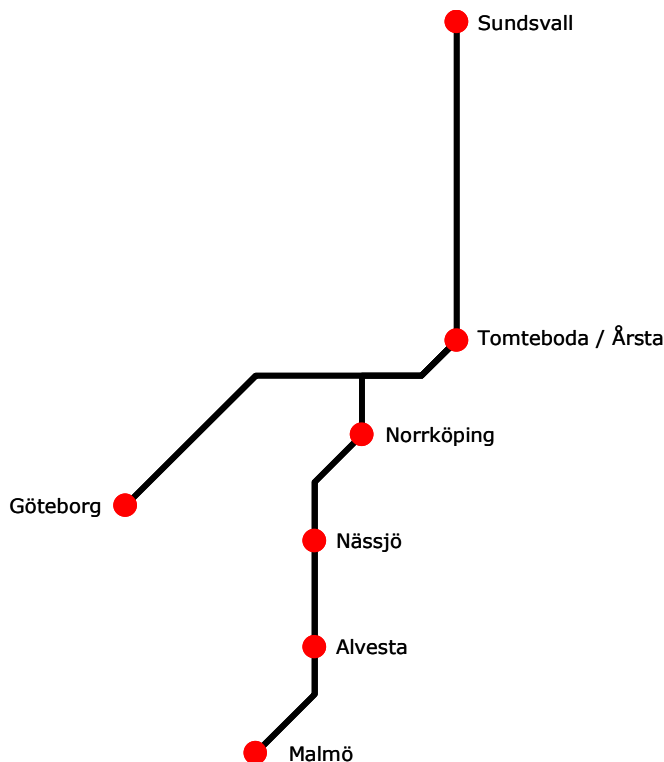 Sundsvall
Tomteboda / Årsta
Norrköping
Göteborg
Nässjö
Alvesta
Malmö